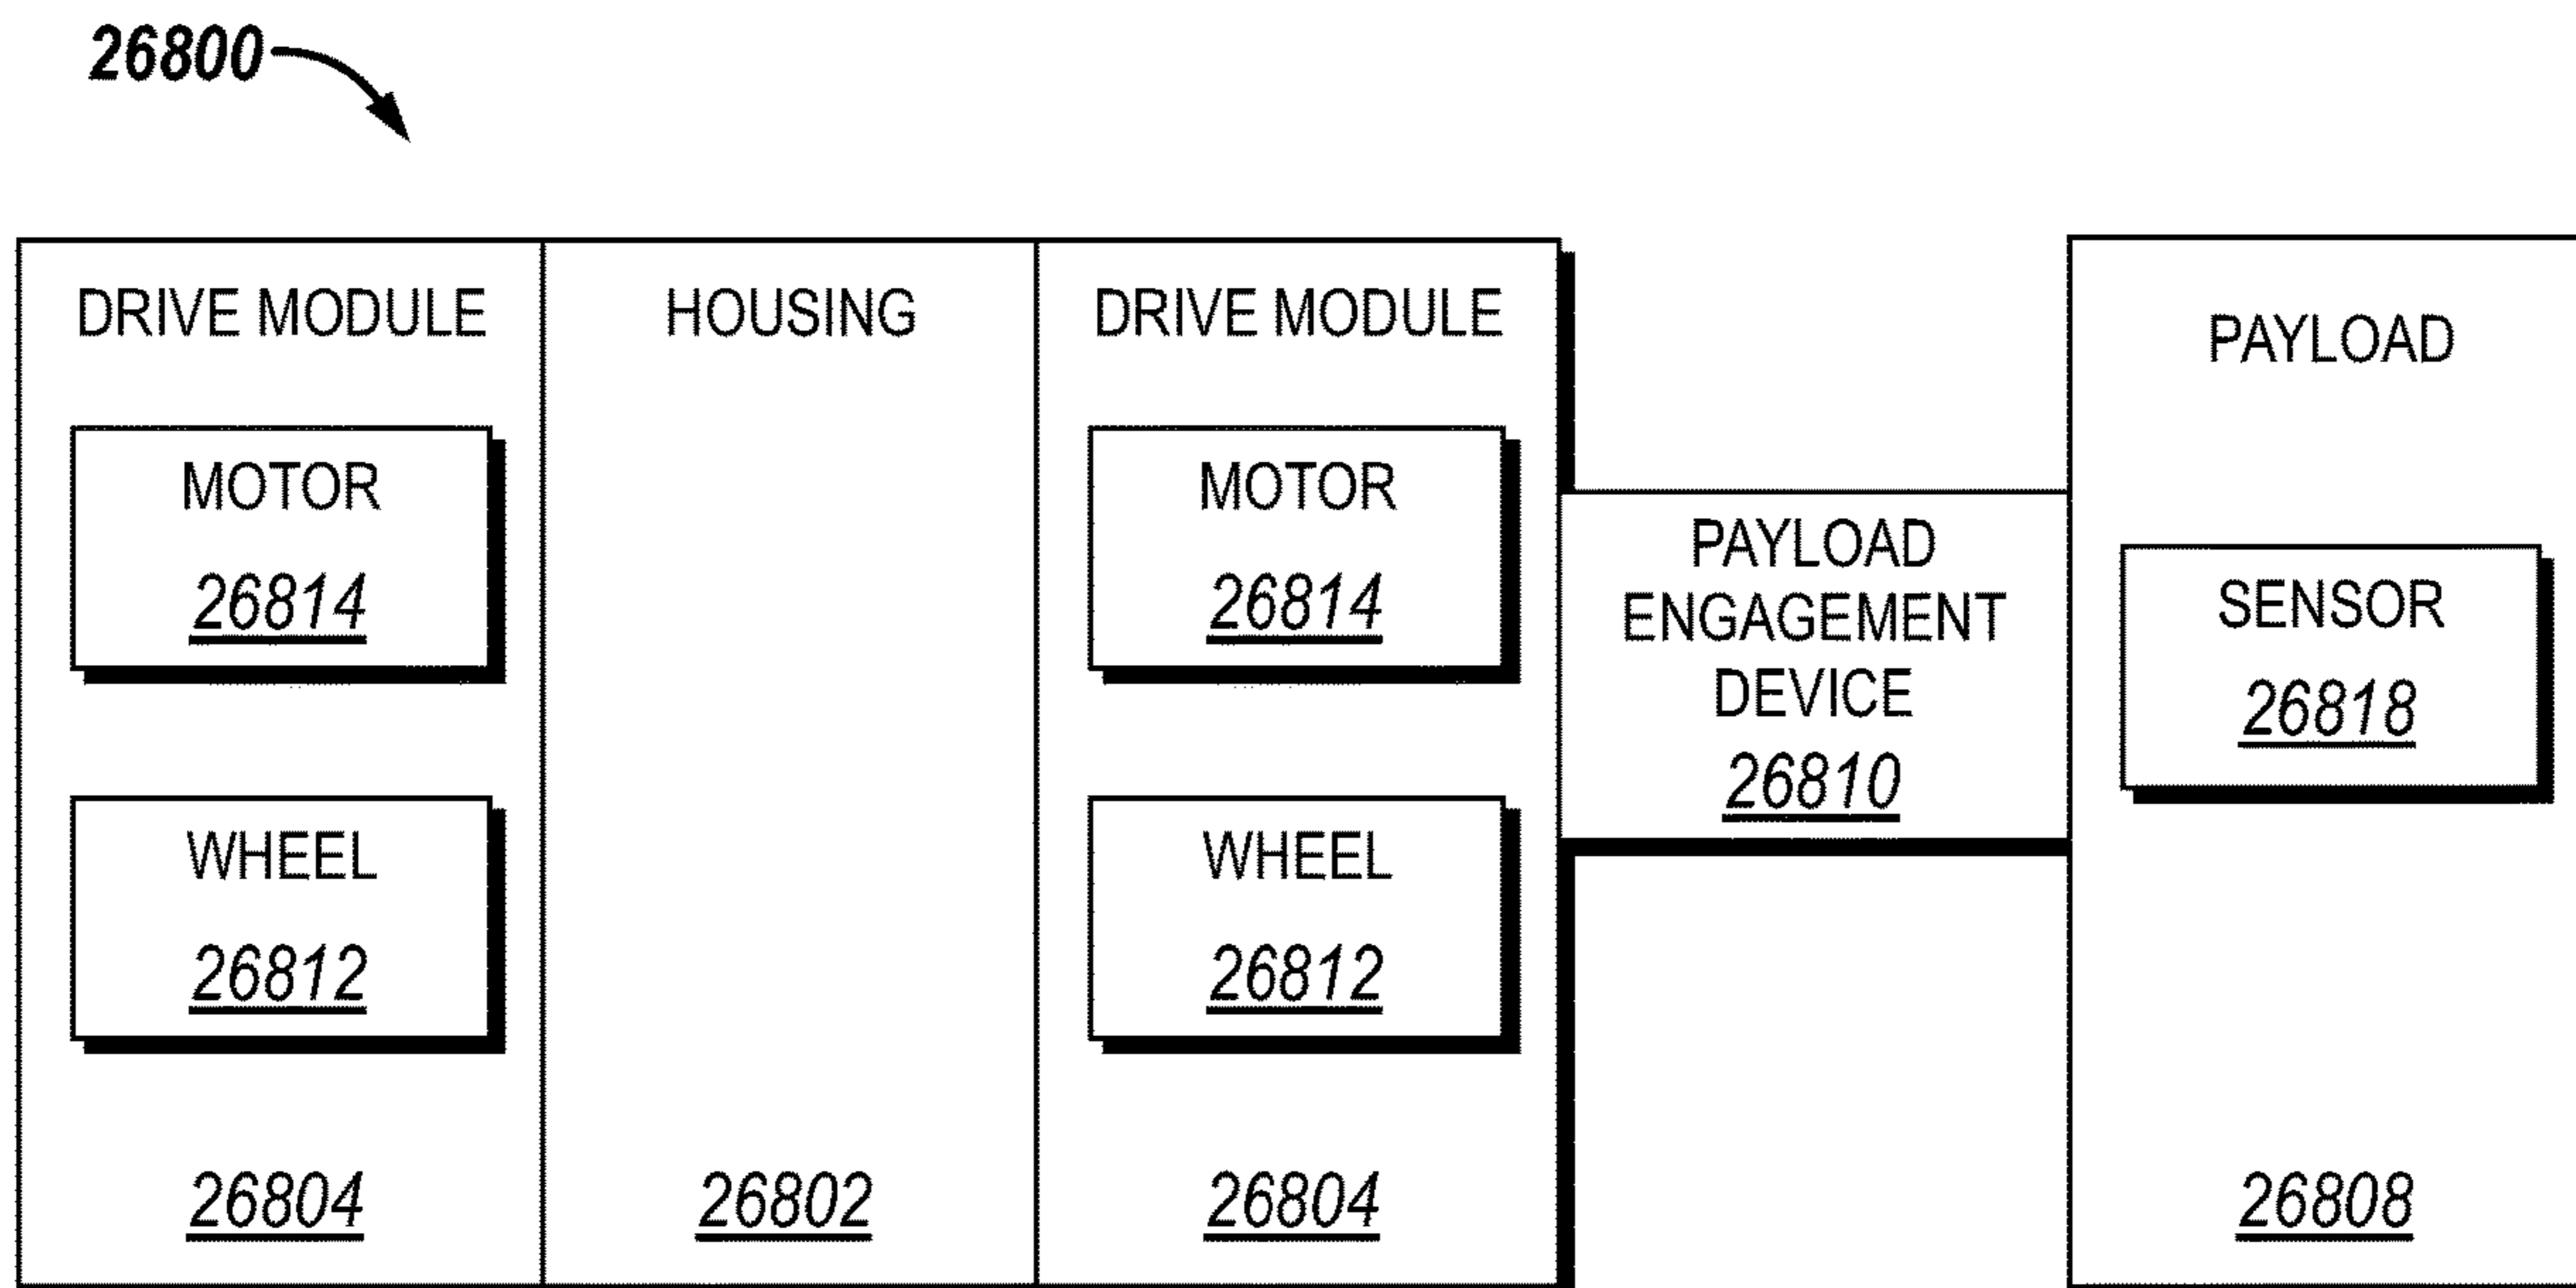 26800
DRIVE MODULE
MOTOR
26814
WHEEL
26812
26804
HOUSING
26802
DRIVE MODULE
MOTOR
26814
WHEEL
26812
26804
PAYLOAD
ENGAGEMENT
DEVICE
26810
PAYLOAD
SENSOR
26818
26808